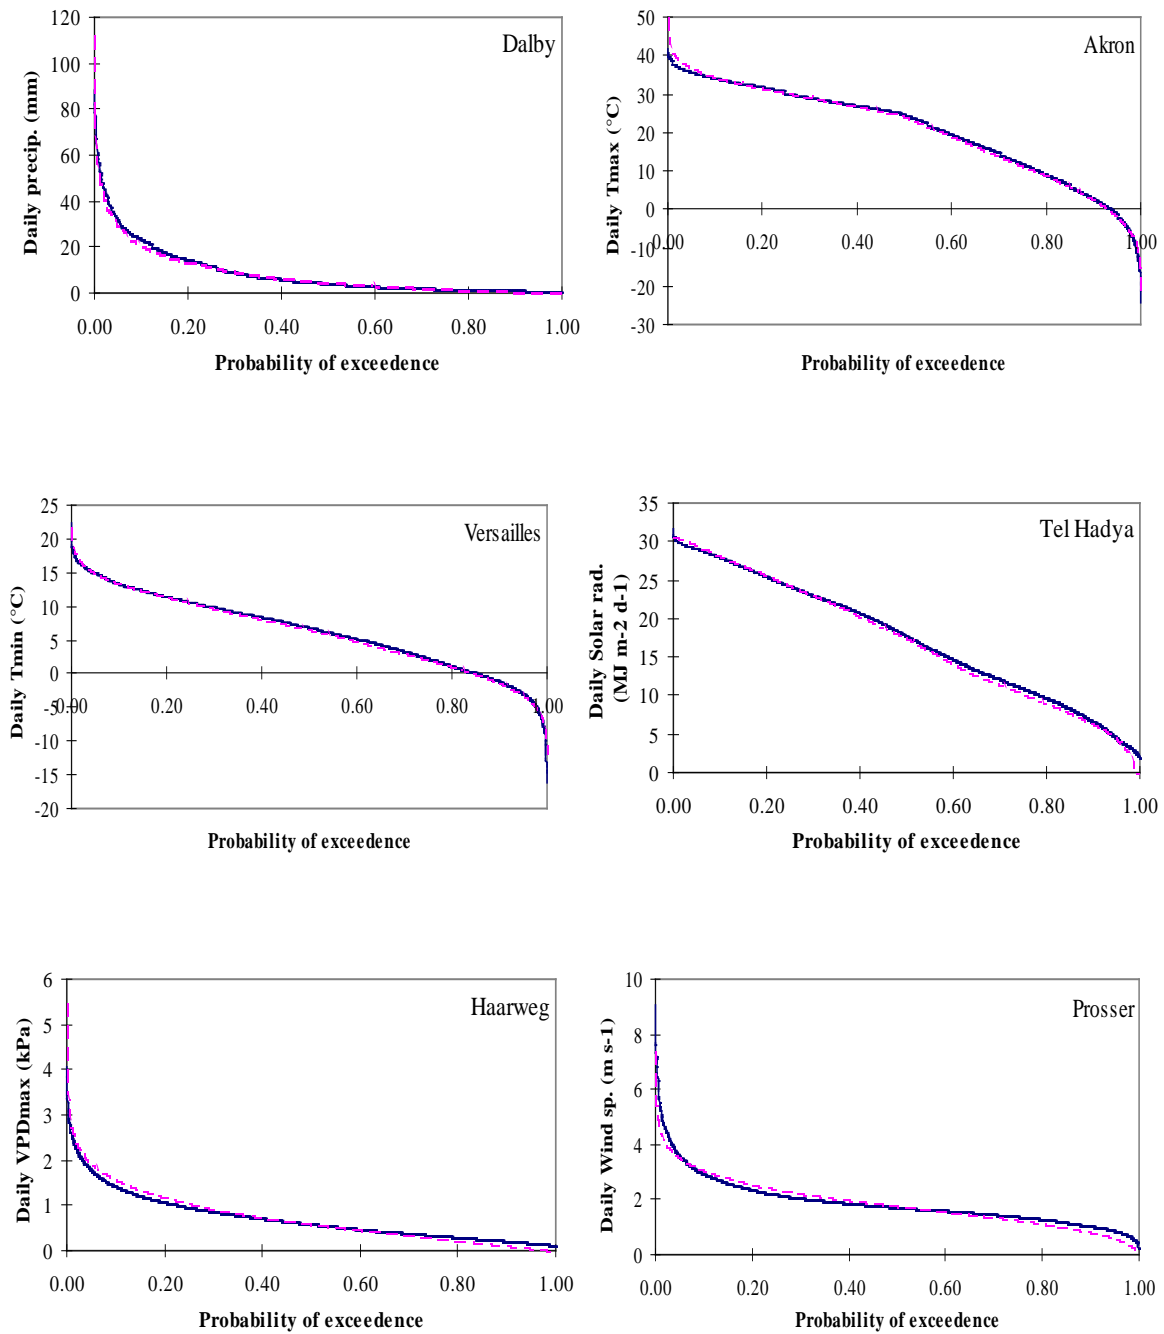 120
100
80
60
40
20
0
Daily precip. (mm)
Dalby
0.00 0.20 0.40 0.60 0.80 1.00
Probability of exceedence
50
40
30
20
10
0
-10
-20
-30
Daily Tmax (°C)
Akron
0.00 0.20 0.40 0.60 0.80 1.00
Probability of exceedence
25
20
15
10
5
0
-5
-10
-15
-20
Daily Tmin (°C)
Versailles
0.00 0.20 0.40 0.60 0.80 1.00
Probability of exceedence
35
30
25
20
15
10
5
0
Daily Solar rad.
(MJ m-2 d-1)
Tel Hadya
0.00 0.20 0.40 0.60 0.80 1.00
Probability of exceedence
6
5
4
3
2
1
0
Daily VPDmax (kPa)
Haarweg
0.00 0.20 0.40 0.60 0.80 1.00
Probability of exceedence
10
8
6
4
2
0
Daily Wind sp. (m s-1)
Prosser
0.00 0.20 0.40 0.60 0.80 1.00
Probability of exceedence